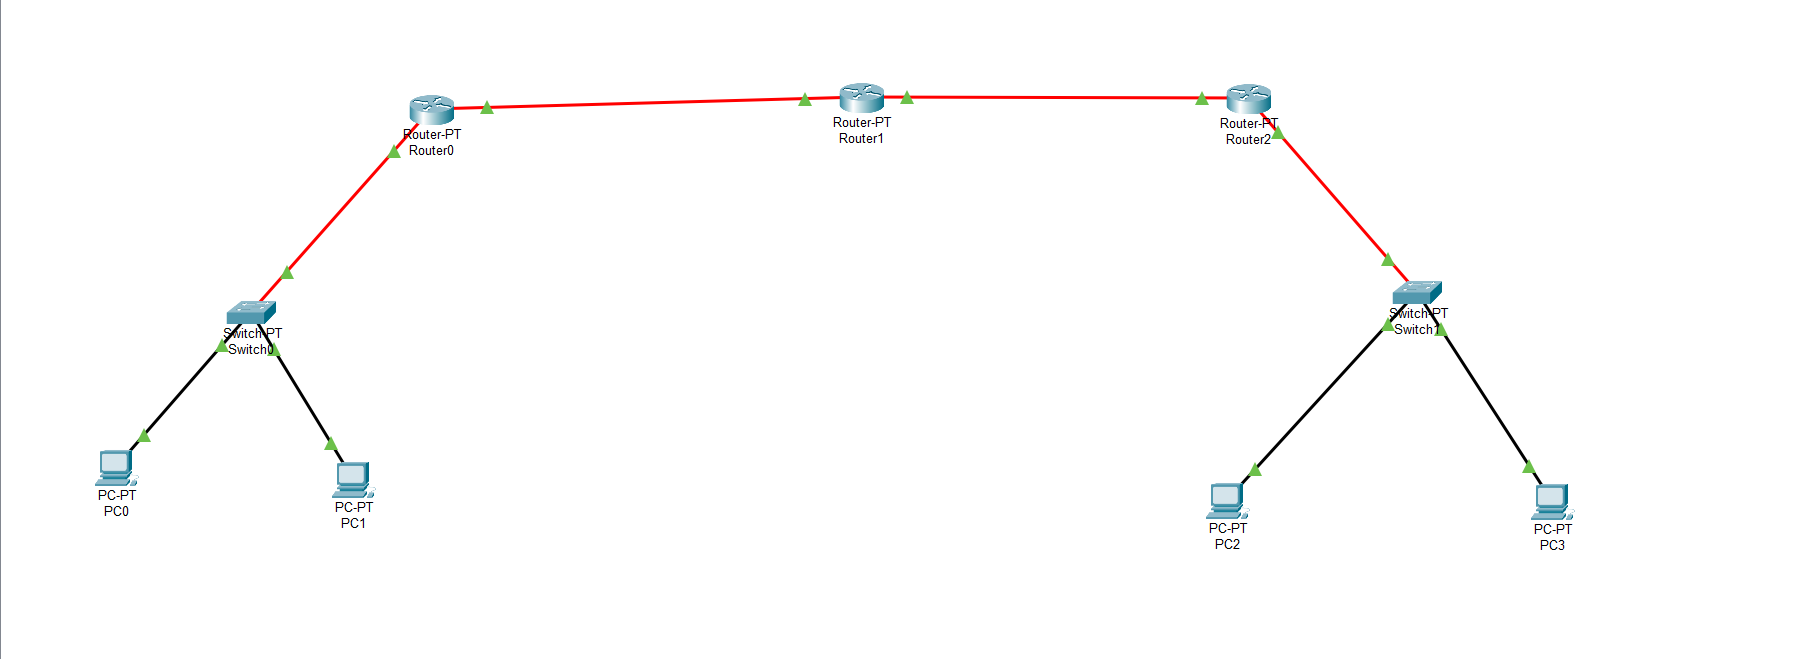 Router-PT
Router0
Router-PT
Router1
Router-PT
Router2
Switch-PT
Switch0
Switch-PT
Switch1
PC-PT
PC0
PC-PT
PC1
PC-PT
PC2
PC-PT
PC3